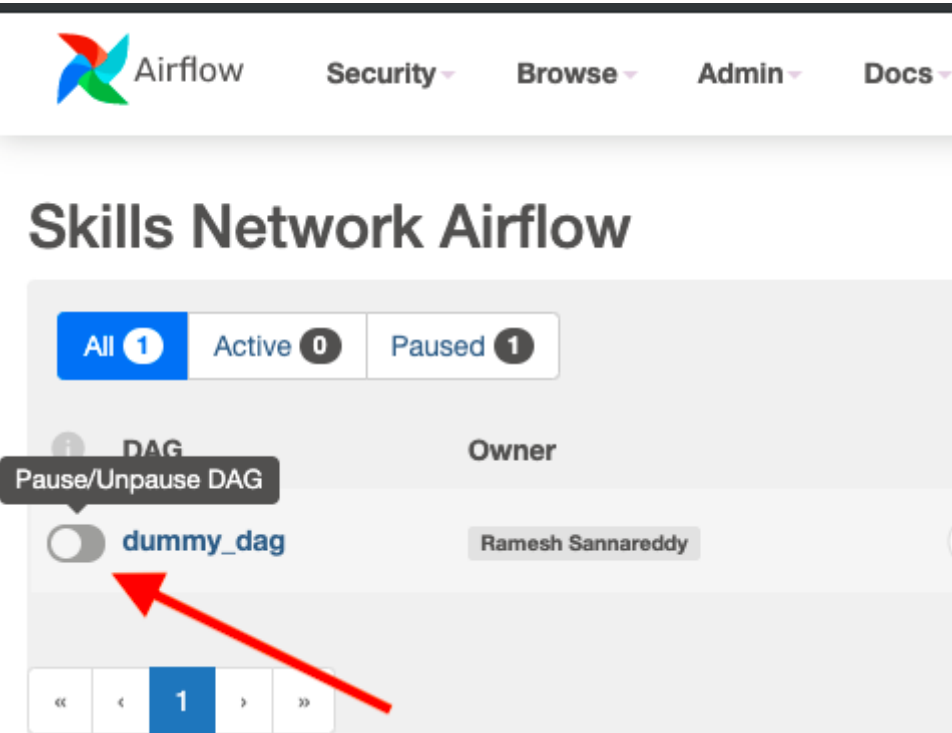 Airflow Security Browse Admin Docs
Skills Network Airflow
All 1 Active 0 Paused 1
i DAG Owner
Pause/Unpause DAG
dummy_dag Ramesh Sannareddy
« ‹ 1 › »